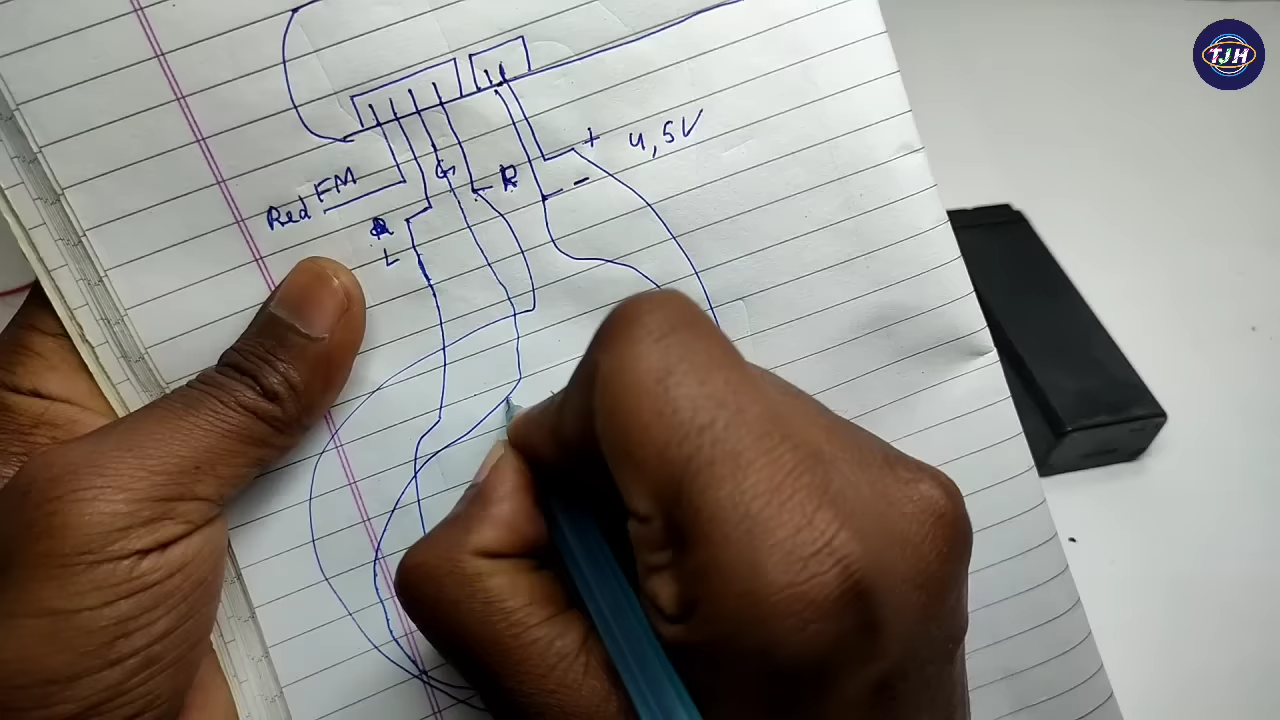 TJH
+ 4,5V
G - R -
Red FM
L